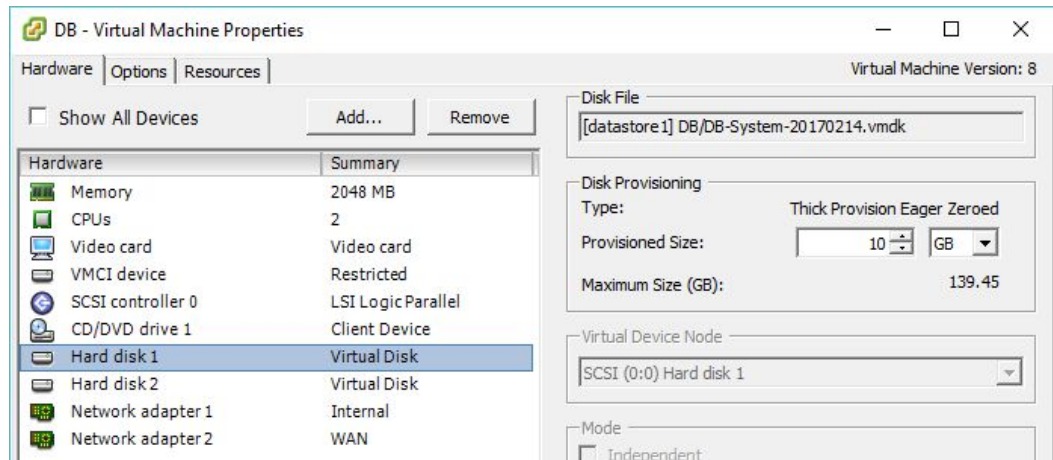 DB - Virtual Machine Properties
Hardware Options Resources Virtual Machine Version: 8
Show All Devices Add... Remove
Hardware Summary
Memory 2048 MB
CPUs 2
Video card Video card
VMCI device Restricted
SCSI controller 0 LSI Logic Parallel
CD/DVD drive 1 Client Device
Hard disk 1 Virtual Disk
Hard disk 2 Virtual Disk
Network adapter 1 Internal
Network adapter 2 WAN
Disk File
[datastore1] DB/DB-System-20170214.vmdk
Disk Provisioning
Type: Thick Provision Eager Zeroed
Provisioned Size: 10 GB
Maximum Size (GB): 139.45
Virtual Device Node
SCSI (0:0) Hard disk 1
Mode
Independent